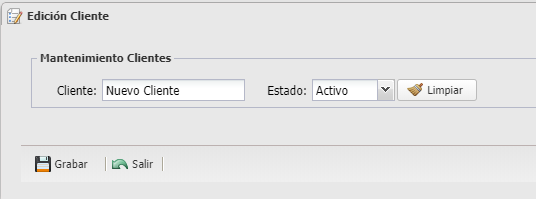 Edición Cliente
Mantenimiento Clientes
Cliente: Nuevo Cliente Estado: Activo Limpiar
Grabar Salir